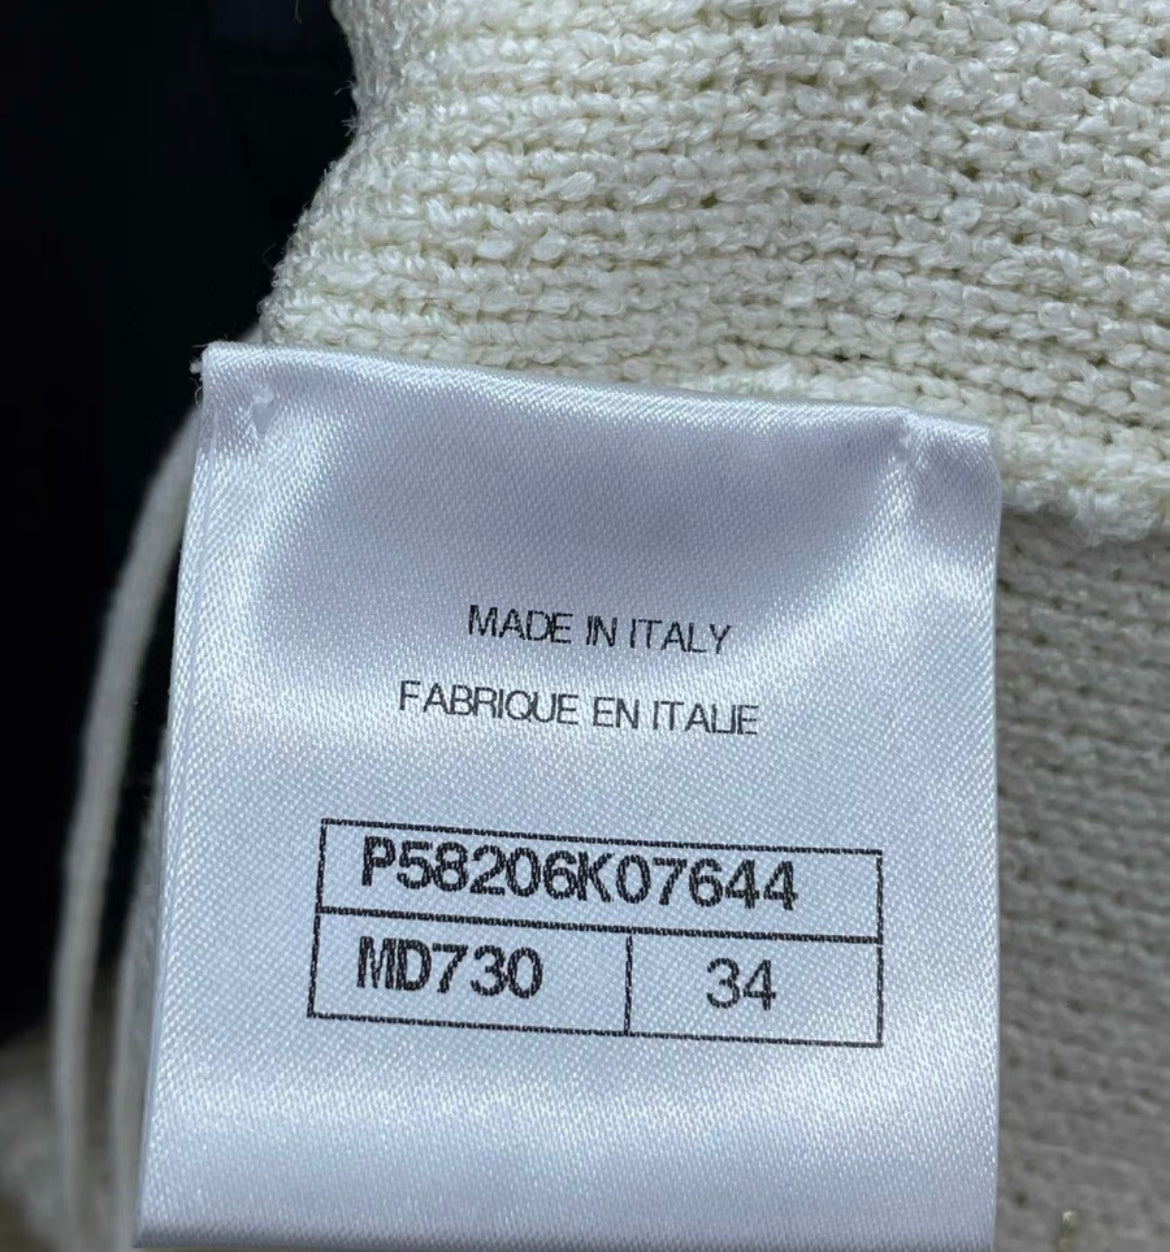 MADE IN ITALY
FABRIQUE EN ITALIE
P58206K07644
MD730 34